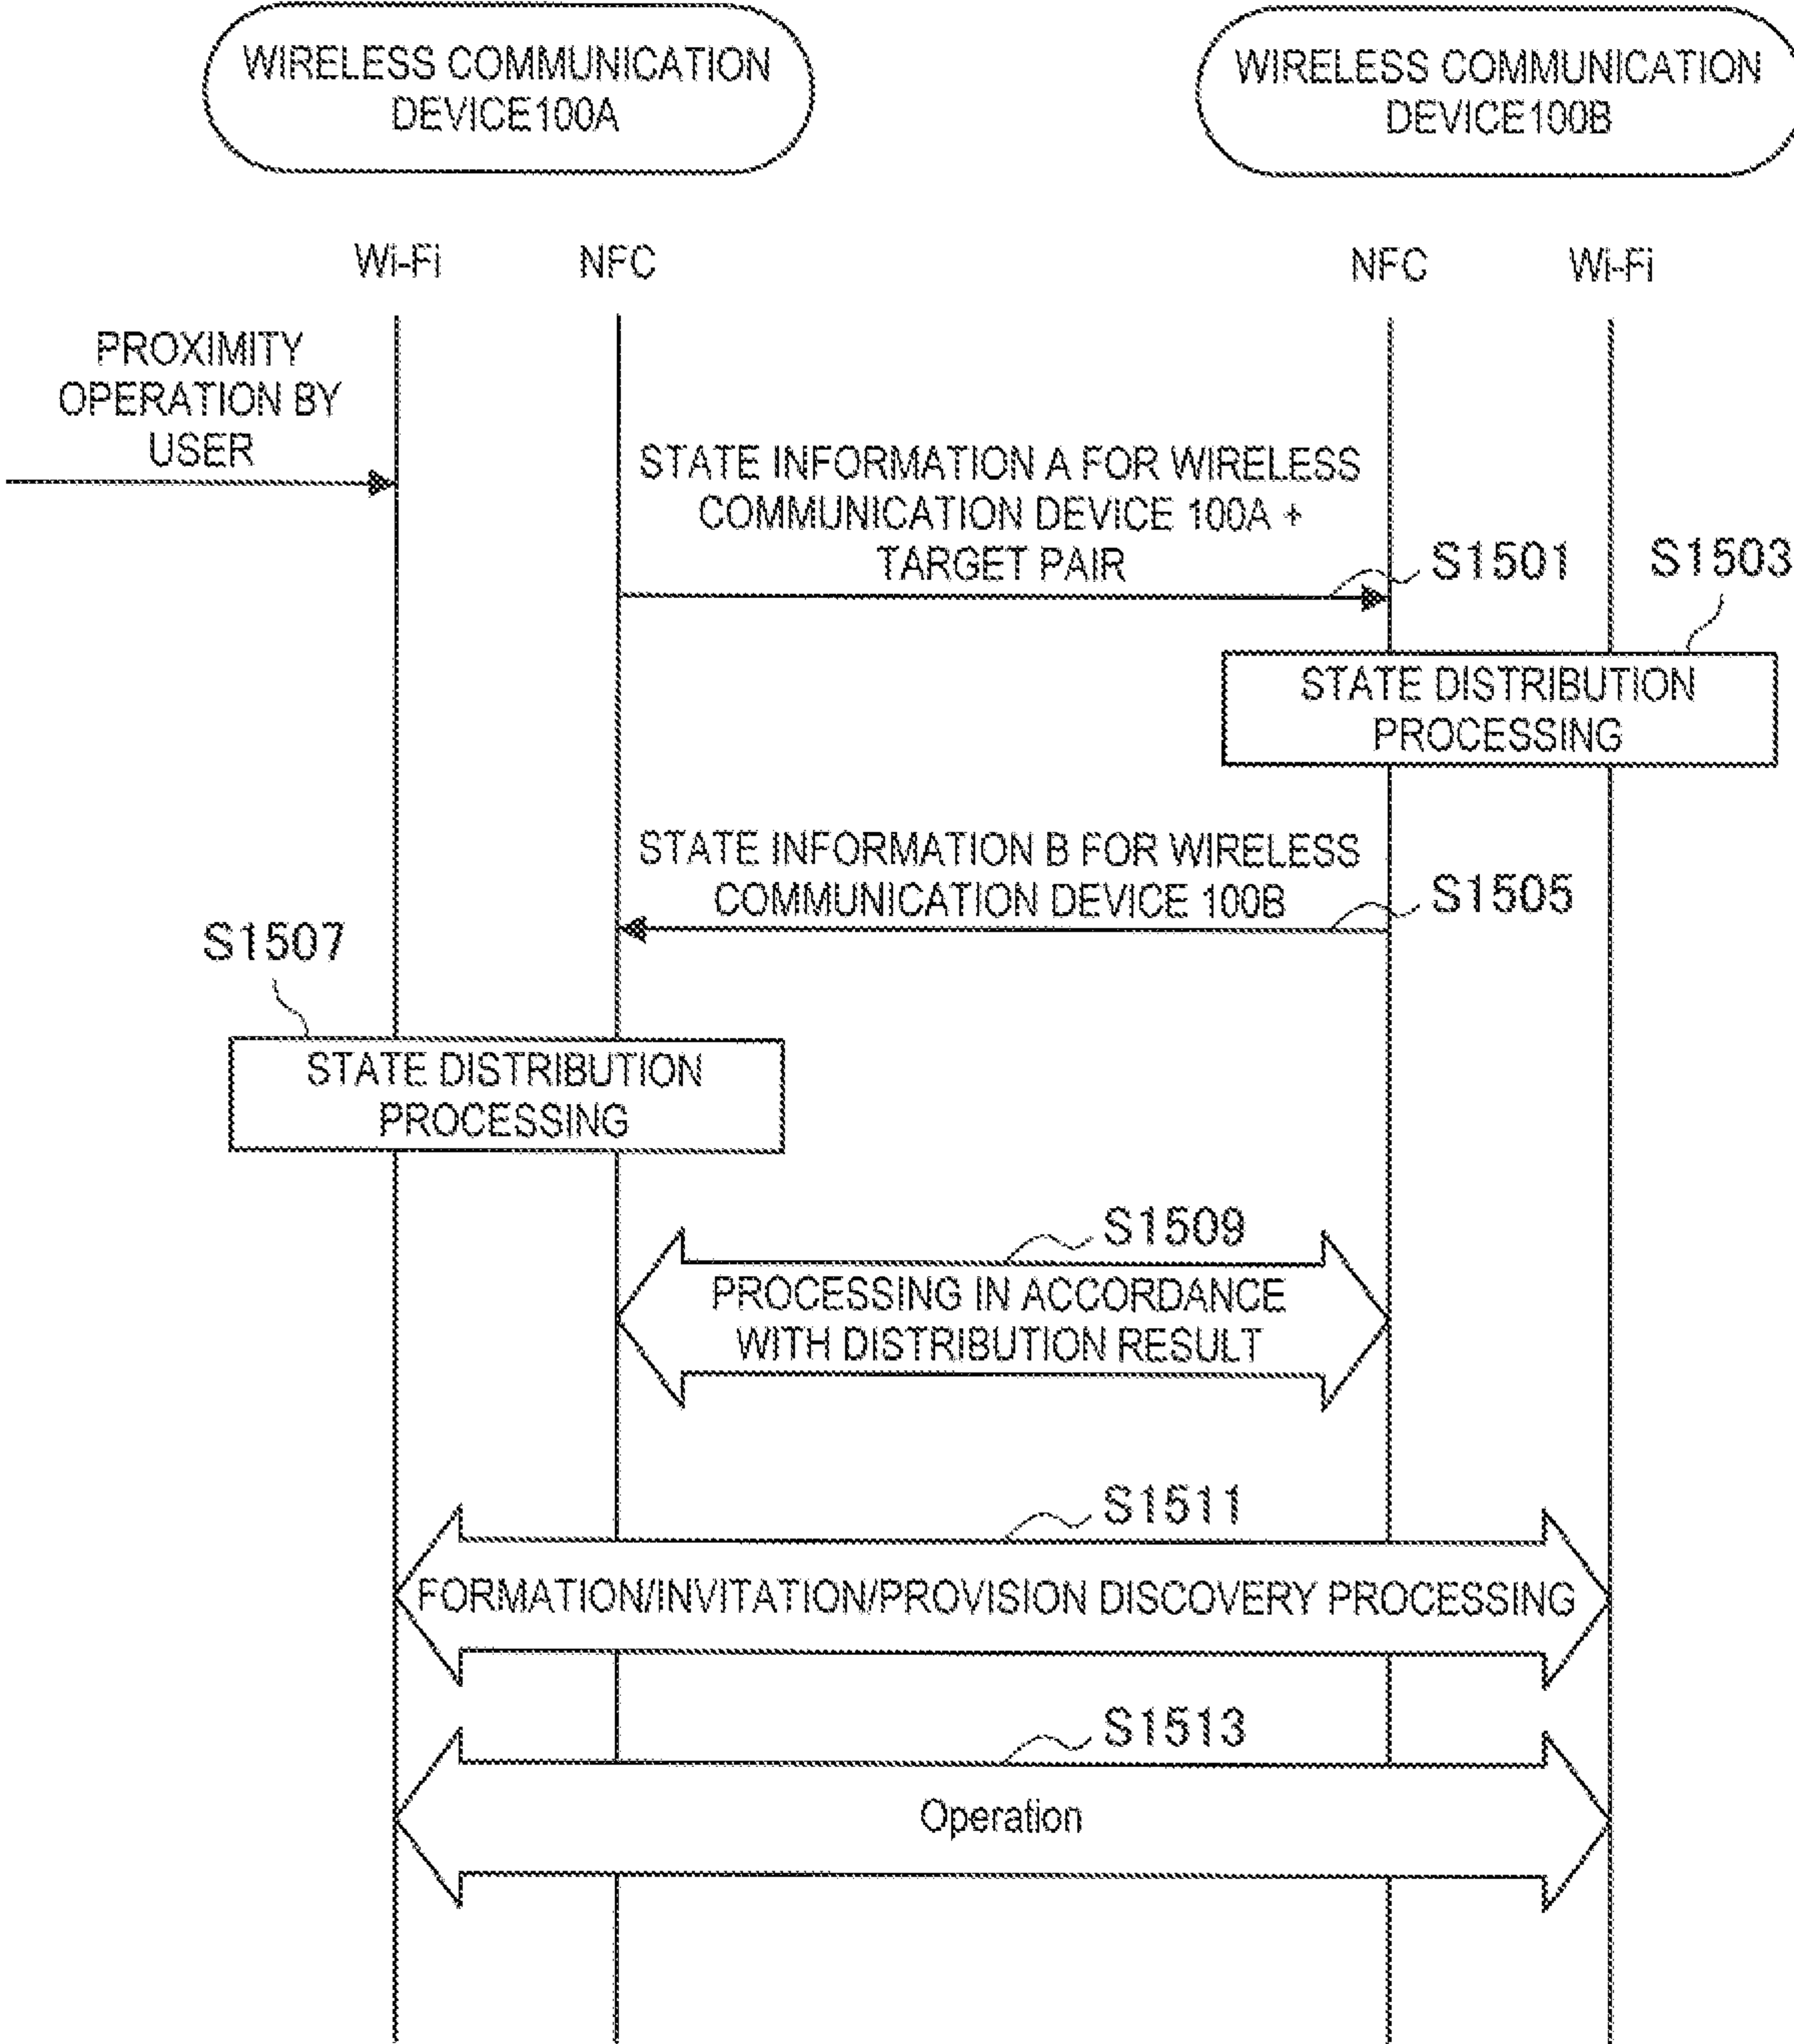 WIRELESS COMMUNICATION
DEVICE100A
WIRELESS COMMUNICATION
DEVICE100B
Wi-Fi
NFC
NFC
Wi-Fi
PROXIMITY
OPERATION BY
USER
STATE INFORMATION A FOR WIRELESS
COMMUNICATION DEVICE 100A +
TARGET PAIR
S1501
S1503
STATE DISTRIBUTION
PROCESSING
STATE INFORMATION B FOR WIRELESS
COMMUNICATION DEVICE 100B
S1505
S1507
STATE DISTRIBUTION
PROCESSING
S1509
PROCESSING IN ACCORDANCE
WITH DISTRIBUTION RESULT
S1511
FORMATION/INVITATION/PROVISION DISCOVERY PROCESSING
S1513
Operation